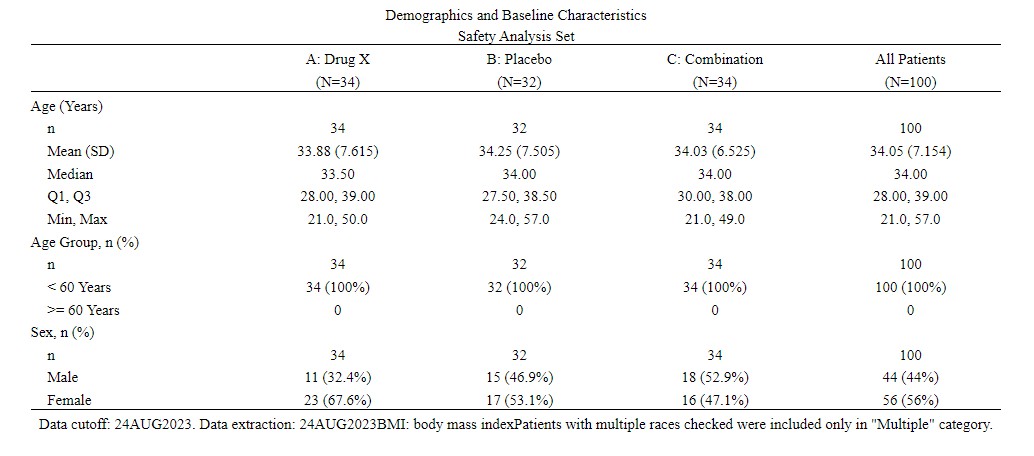 Demographics and Baseline Characteristics
Safety Analysis Set
A: Drug X B: Placebo C: Combination All Patients
(N=34) (N=32) (N=34) (N=100)
Age (Years)
n 34 32 34 100
Mean (SD) 33.88 (7.615) 34.25 (7.505) 34.03 (6.525) 34.05 (7.154)
Median 33.50 34.00 34.00 34.00
Q1, Q3 28.00, 39.00 27.50, 38.50 30.00, 38.00 28.00, 39.00
Min, Max 21.0, 50.0 24.0, 57.0 21.0, 49.0 21.0, 57.0
Age Group, n (%)
n 34 32 34 100
< 60 Years 34 (100%) 32 (100%) 34 (100%) 100 (100%)
>= 60 Years 0 0 0 0
Sex, n (%)
n 34 32 34 100
Male 11 (32.4%) 15 (46.9%) 18 (52.9%) 44 (44%)
Female 23 (67.6%) 17 (53.1%) 16 (47.1%) 56 (56%)
Data cutoff: 24AUG2023. Data extraction: 24AUG2023BMI: body mass indexPatients with multiple races checked were included only in "Multiple" category.